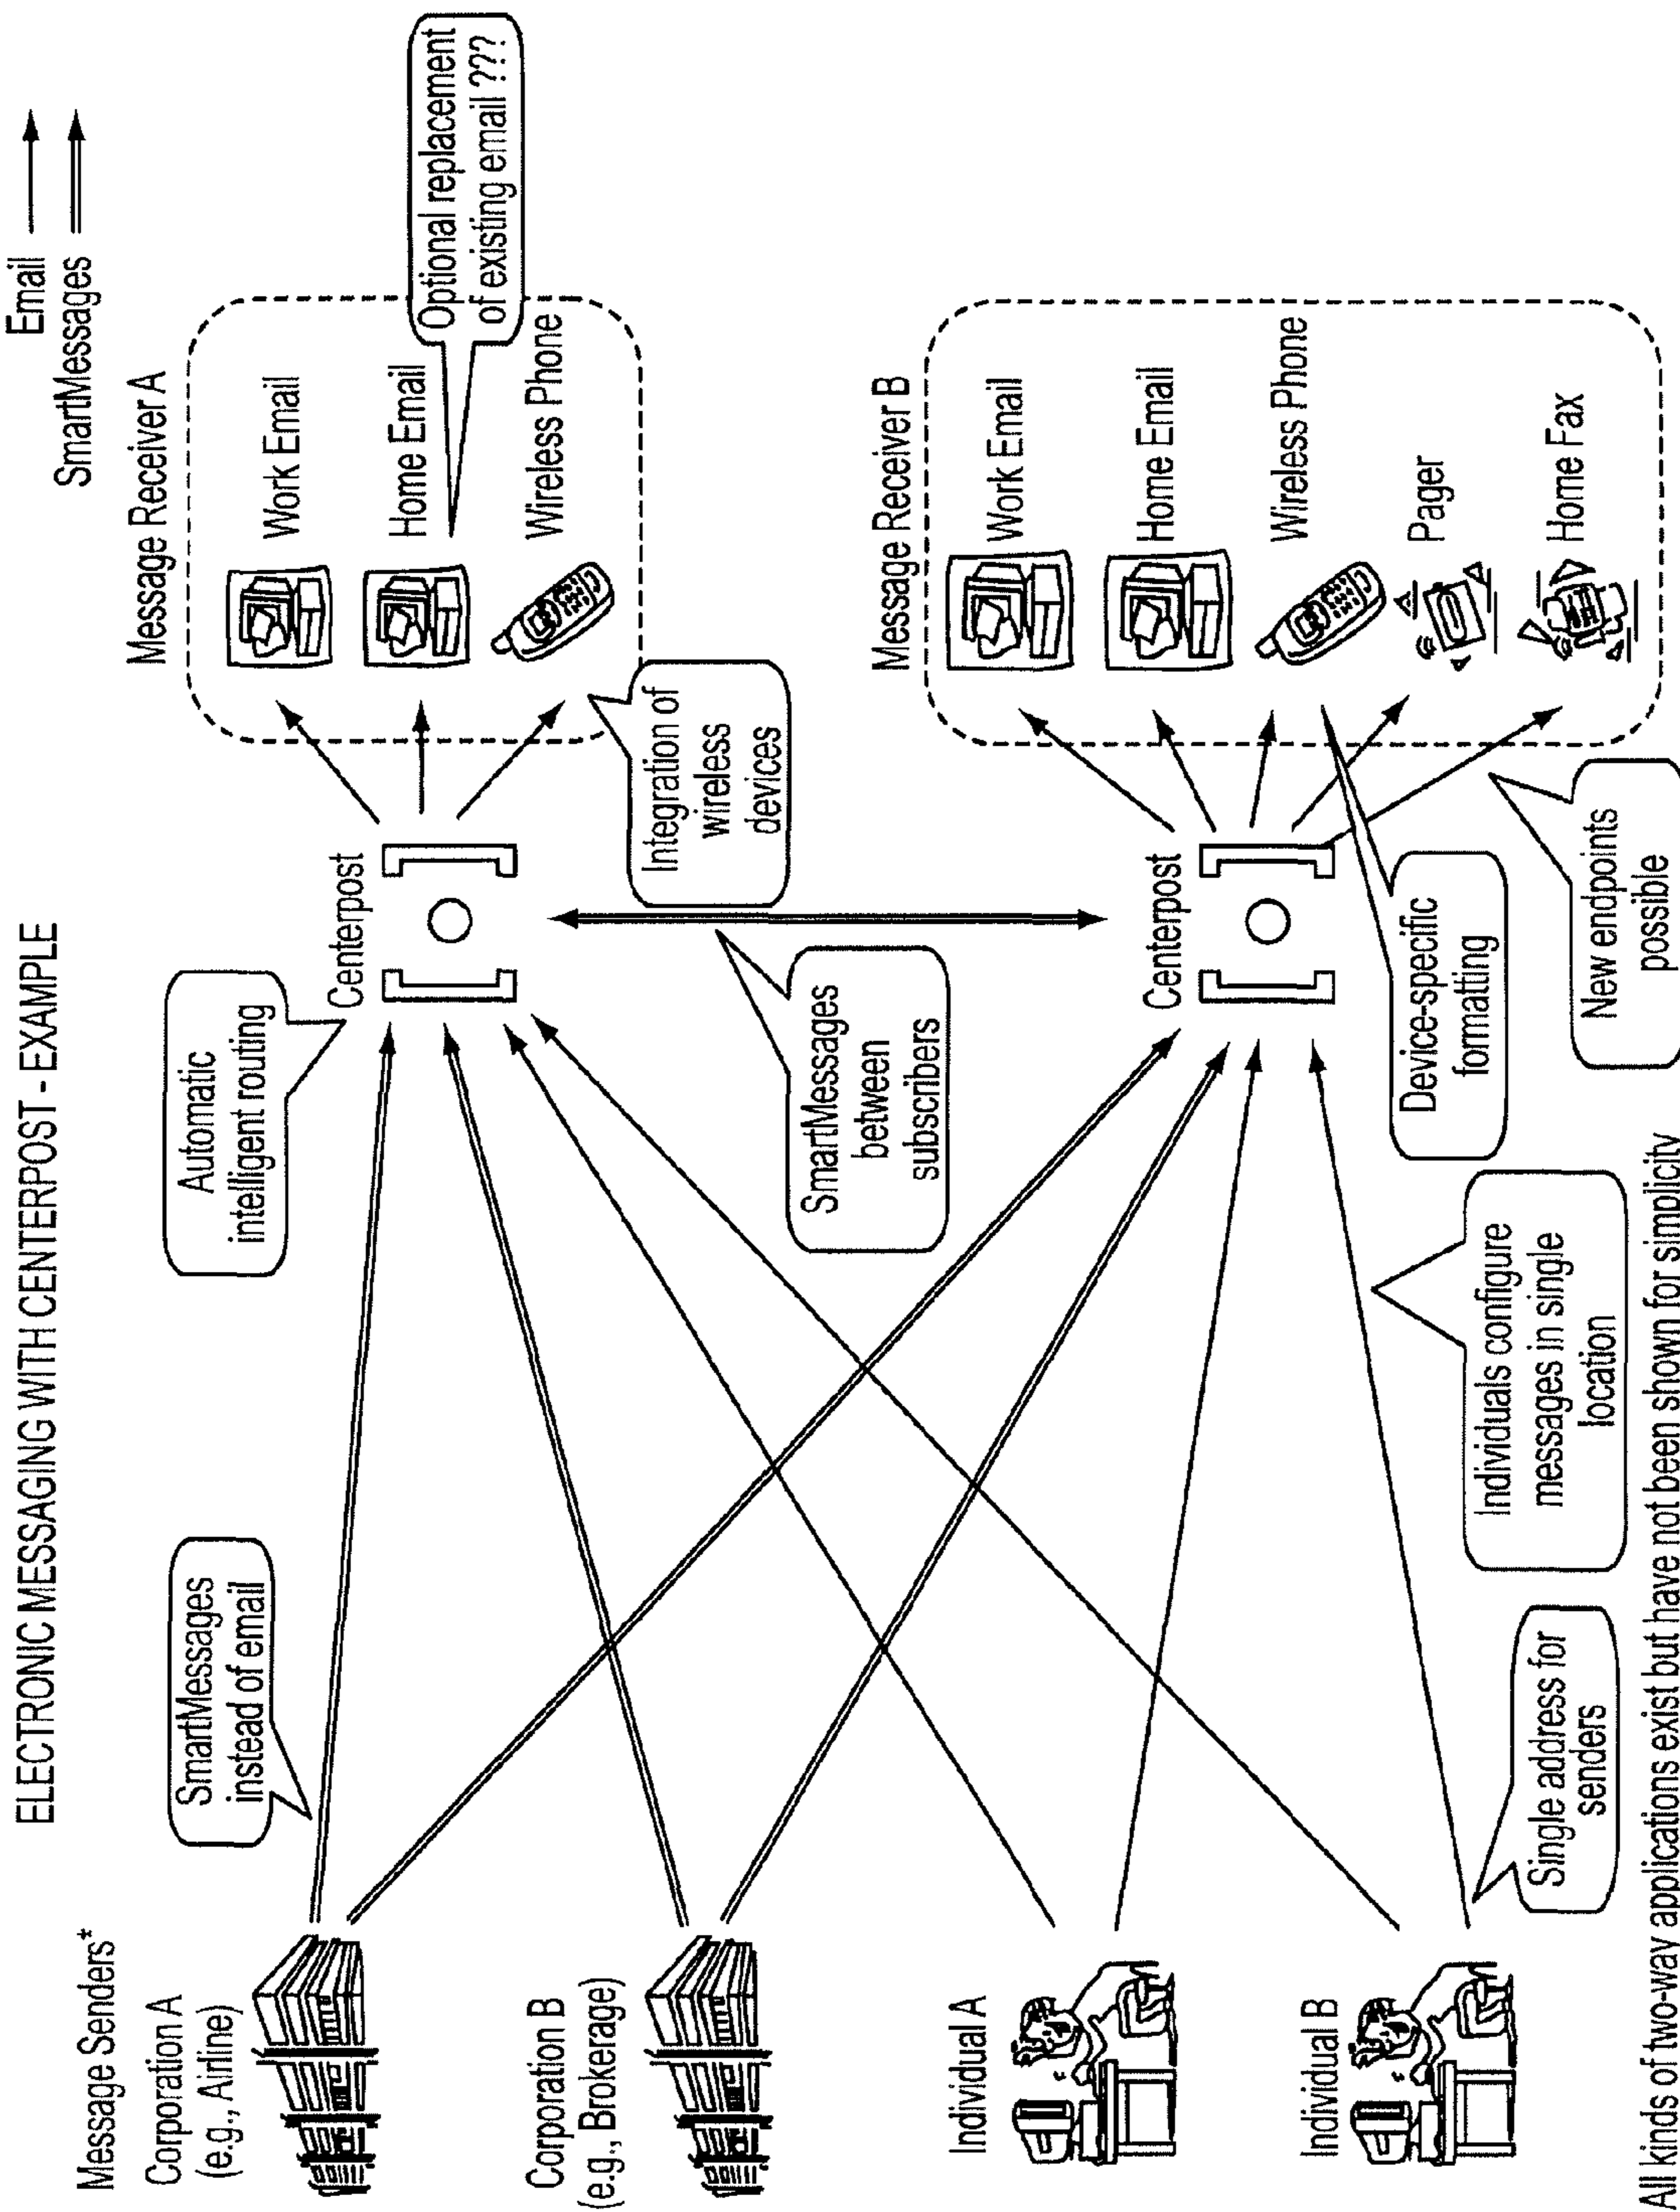 ELECTRONIC MESSAGING WITH CENTERPOST - EXAMPLE
Email
SmartMessages
Message Senders*
Corporation A
(e.g., Airline)
Corporation B
(e.g., Brokerage)
Individual A
Individual B
SmartMessages
instead of email
Automatic
intelligent routing
Centerpost
SmartMessages
between
subscribers
Centerpost
Integration of
wireless
devices
Message Receiver A
Work Email
Home Email
Wireless Phone
Optional replacement
of existing email ???
Message Receiver B
Work Email
Home Email
Wireless Phone
Pager
Home Fax
Single address for
senders
Individuals configure
messages in single
location
Device-specific
formatting
New endpoints
possible
All kinds of two-way applications exist but have not been shown for simplicity